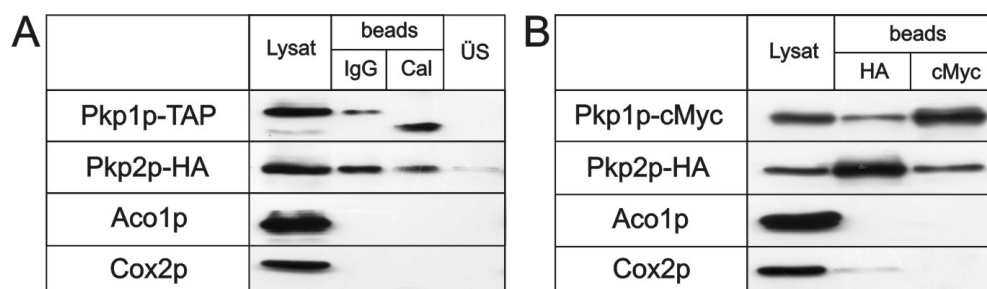 A
Lysat
beads
ÜS
IgG
Cal
Pkp1p-TAP
Pkp2p-HA
Aco1p
Cox2p
B
Lysat
beads
HA
cMyc
Pkp1p-cMyc
Pkp2p-HA
Aco1p
Cox2p